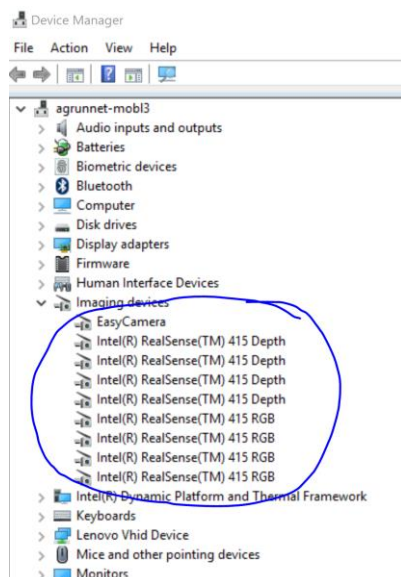 Device Manager
File Action View Help
agrunnet-mobl3
Audio inputs and outputs
Batteries
Biometric devices
Bluetooth
Computer
Disk drives
Display adapters
Firmware
Human Interface Devices
Imaging devices
EasyCamera
Intel(R) RealSense(TM) 415 Depth
Intel(R) RealSense(TM) 415 Depth
Intel(R) RealSense(TM) 415 Depth
Intel(R) RealSense(TM) 415 Depth
Intel(R) RealSense(TM) 415 RGB
Intel(R) RealSense(TM) 415 RGB
Intel(R) RealSense(TM) 415 RGB
Intel(R) RealSense(TM) 415 RGB
Intel(R) Dynamic Platform and Thermal Framework
Keyboards
Lenovo Vhid Device
Mice and other pointing devices
Monitors